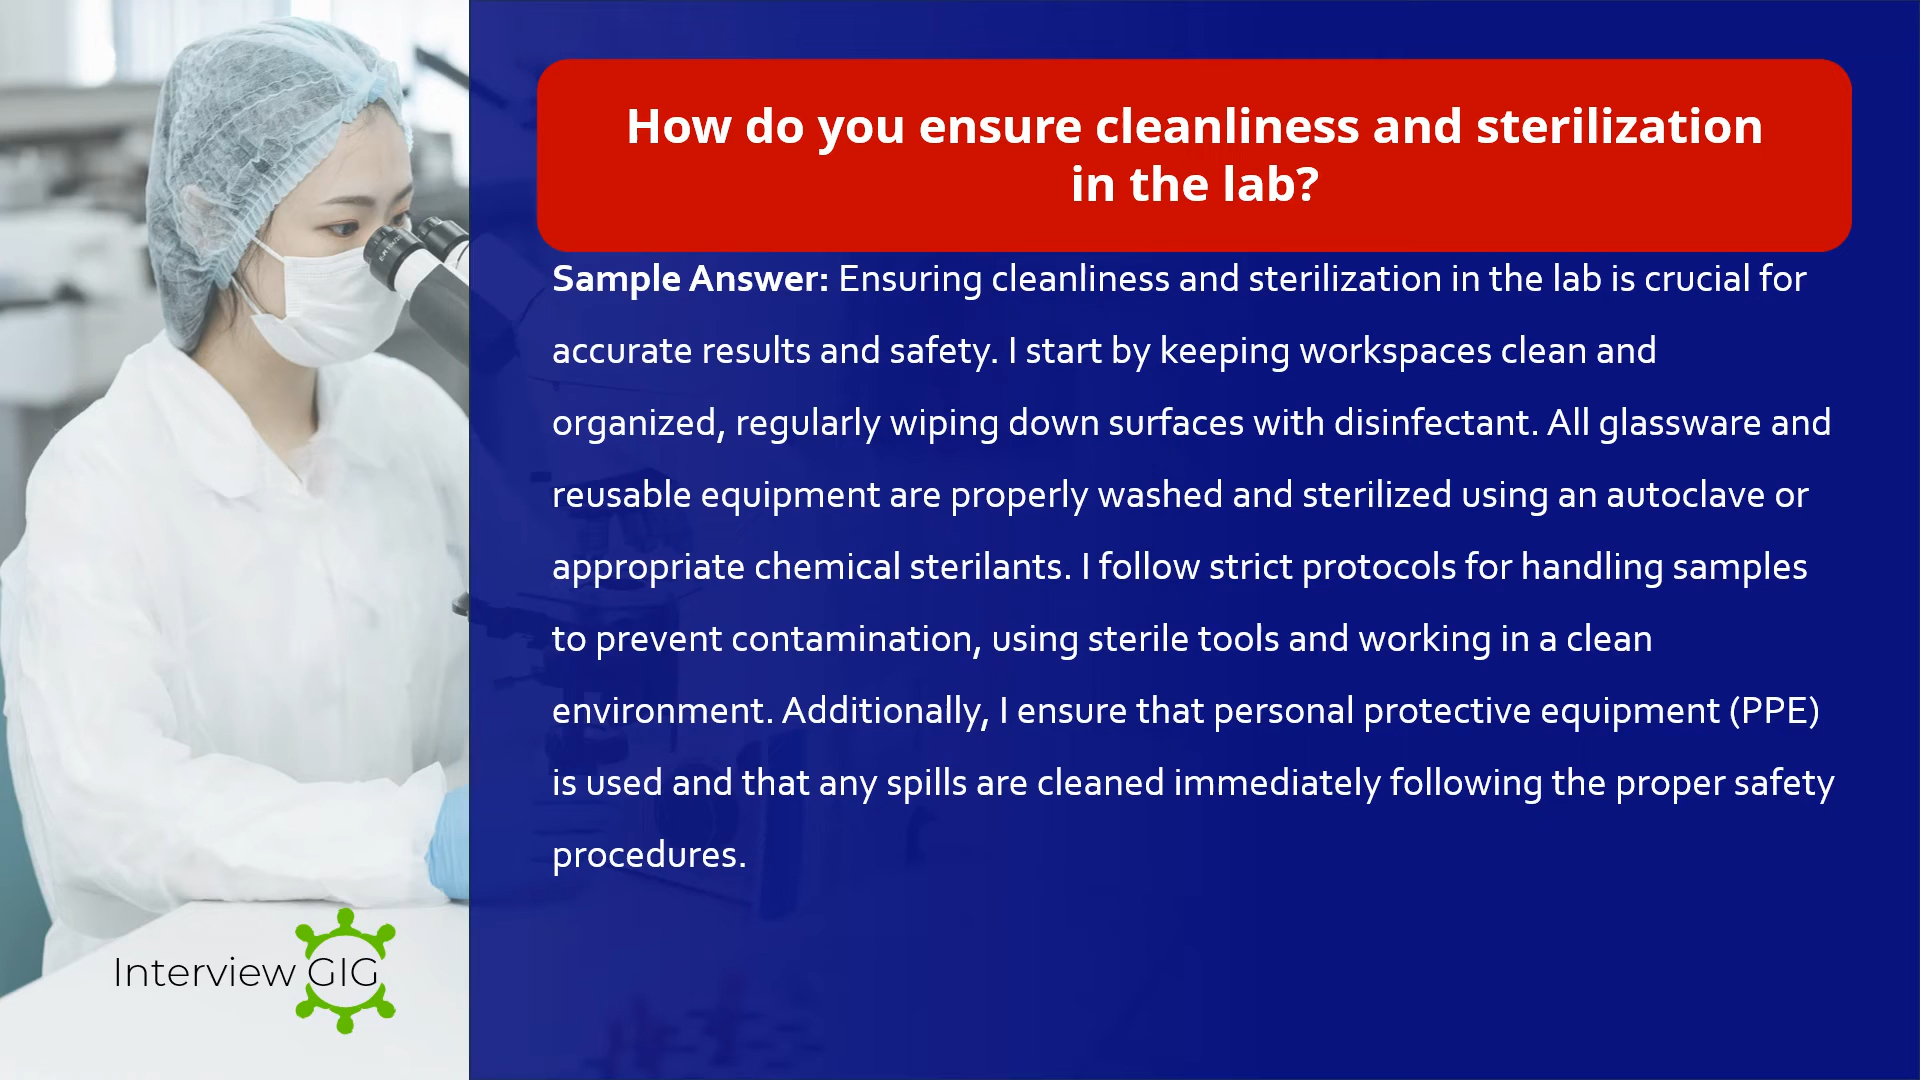 How do you ensure cleanliness and sterilization
in the lab?
Sample Answer: Ensuring cleanliness and sterilization in the lab is crucial for
accurate results and safety. I start by keeping workspaces clean and
organized, regularly wiping down surfaces with disinfectant. All glassware and
reusable equipment are properly washed and sterilized using an autoclave or
appropriate chemical sterilants. I follow strict protocols for handling samples
to prevent contamination, using sterile tools and working in a clean
environment. Additionally, I ensure that personal protective equipment (PPE)
is used and that any spills are cleaned immediately following the proper safety
procedures.
Interview GIG